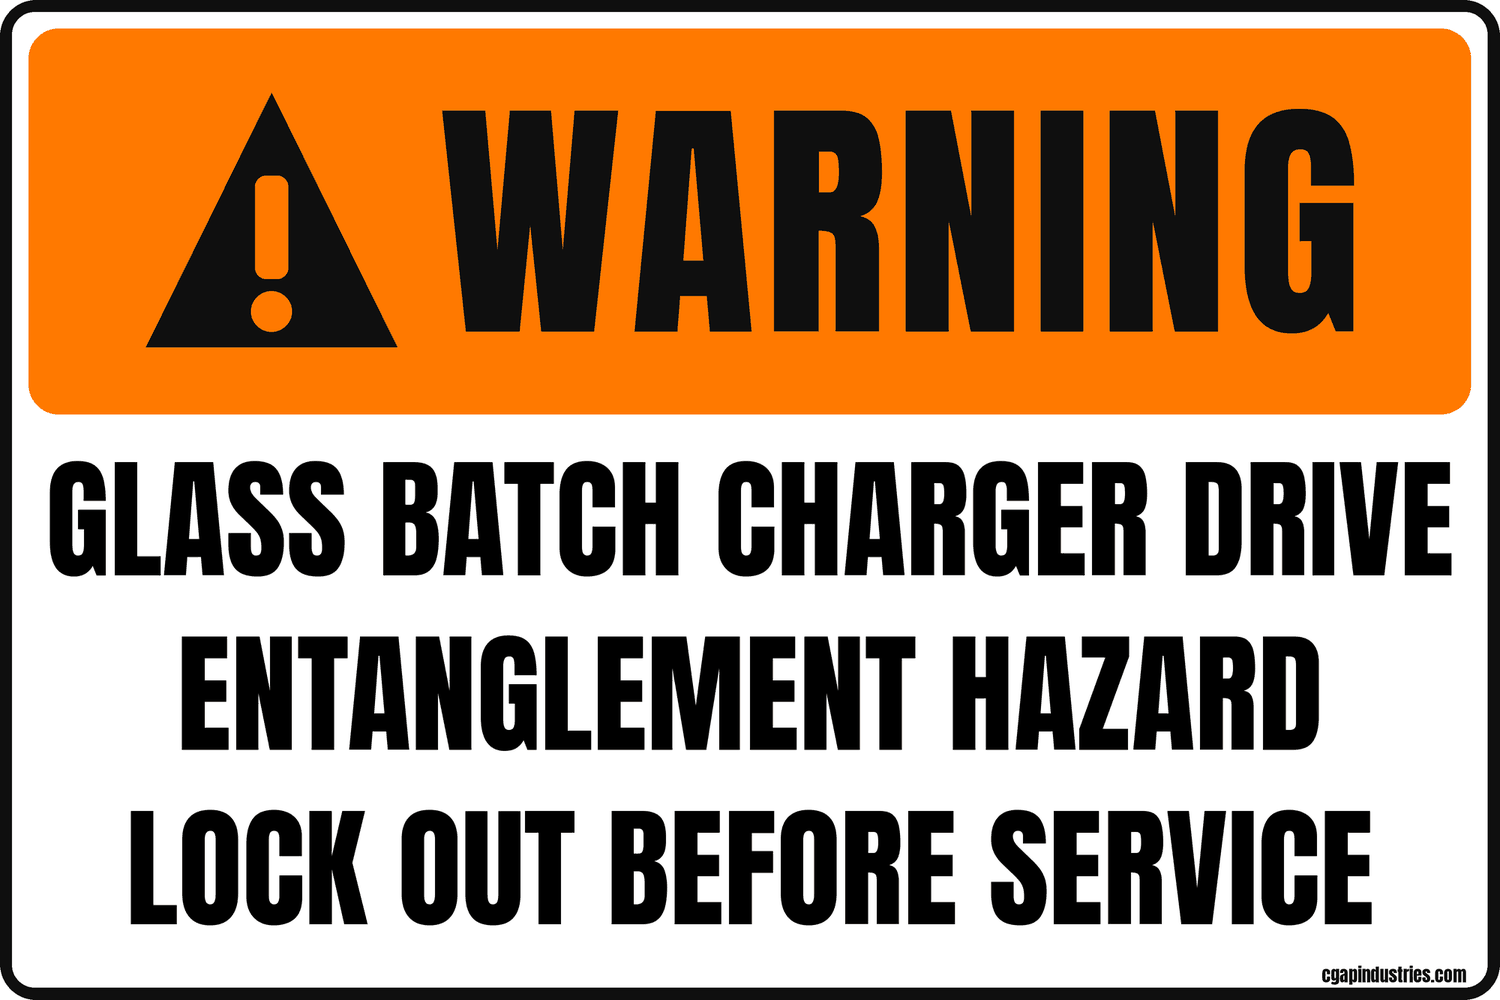 WARNING
GLASS BATCH CHARGER DRIVE
ENTANGLEMENT HAZARD
LOCK OUT BEFORE SERVICE
cgapindustries.com